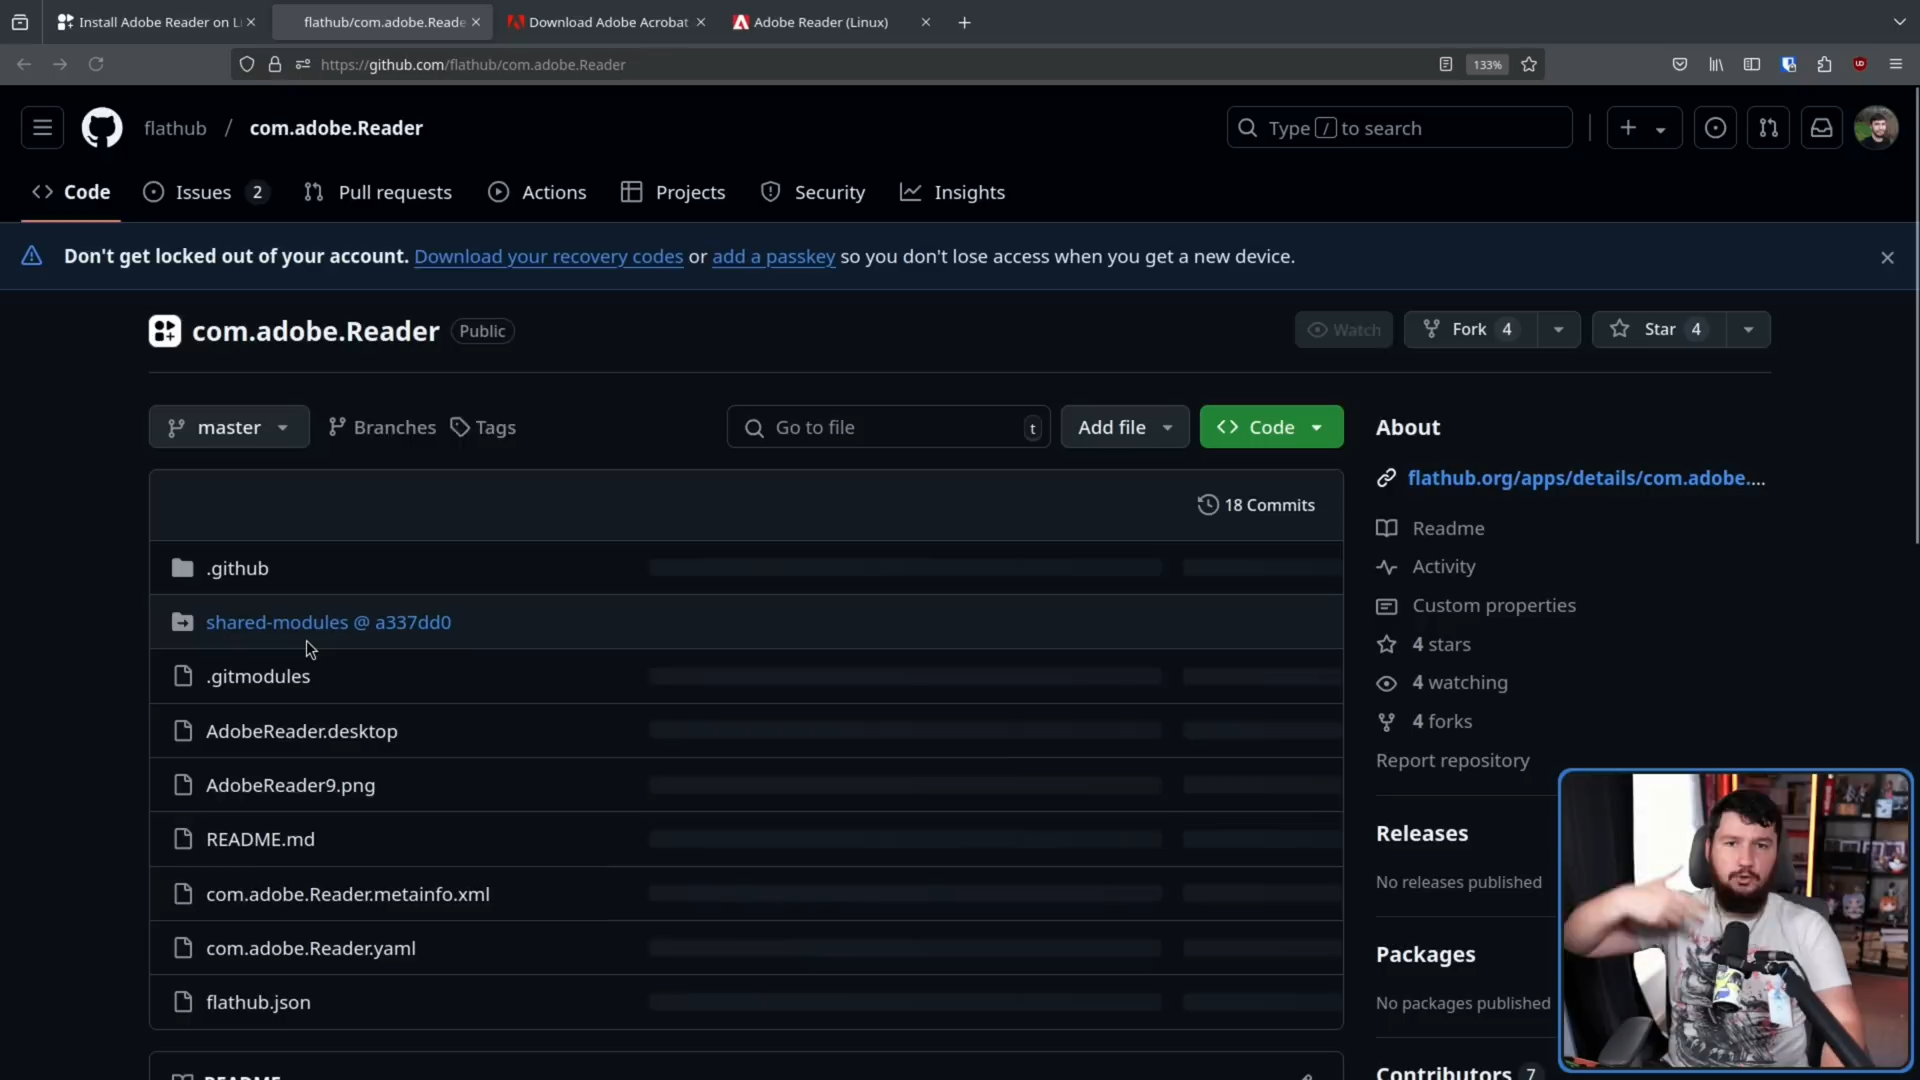 Install Adobe Reader on Li
flathub/com.adobe.Reade
Download Adobe Acrobat
Adobe Reader (Linux)
https://github.com/flathub/com.adobe.Reader
133%
flathub / com.adobe.Reader
Type / to search
Code
Issues 2
Pull requests
Actions
Projects
Security
Insights
Don't get locked out of your account. Download your recovery codes or add a passkey so you don't lose access when you get a new device.
com.adobe.Reader Public
Watch
Fork 4
Star 4
master
Branches
Tags
Go to file
t
Add file
Code
18 Commits
.github
shared-modules @ a337dd0
.gitmodules
AdobeReader.desktop
AdobeReader9.png
README.md
com.adobe.Reader.metainfo.xml
com.adobe.Reader.yaml
flathub.json
README
About
flathub.org/apps/details/com.adobe....
Readme
Activity
Custom properties
4 stars
4 watching
4 forks
Report repository
Releases
No releases published
Packages
No packages published
Contributors 7